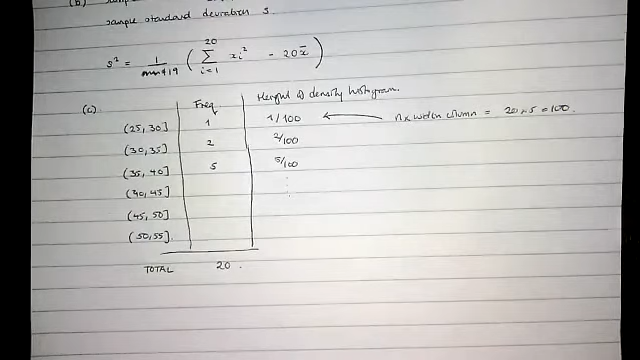 (b)
sample standard deviation s
s² = 1/19 ( 20 Σ i=1 xi² - 20x̄ )
(c) Freq Height of density histogram.
(25, 30] 1 1/100 ← n x width column = 20 x 5 = 100.
(30, 35] 2 2/100
(35, 40] 5 5/100
(40, 45]
(45, 50]
(50, 55]
TOTAL 20.